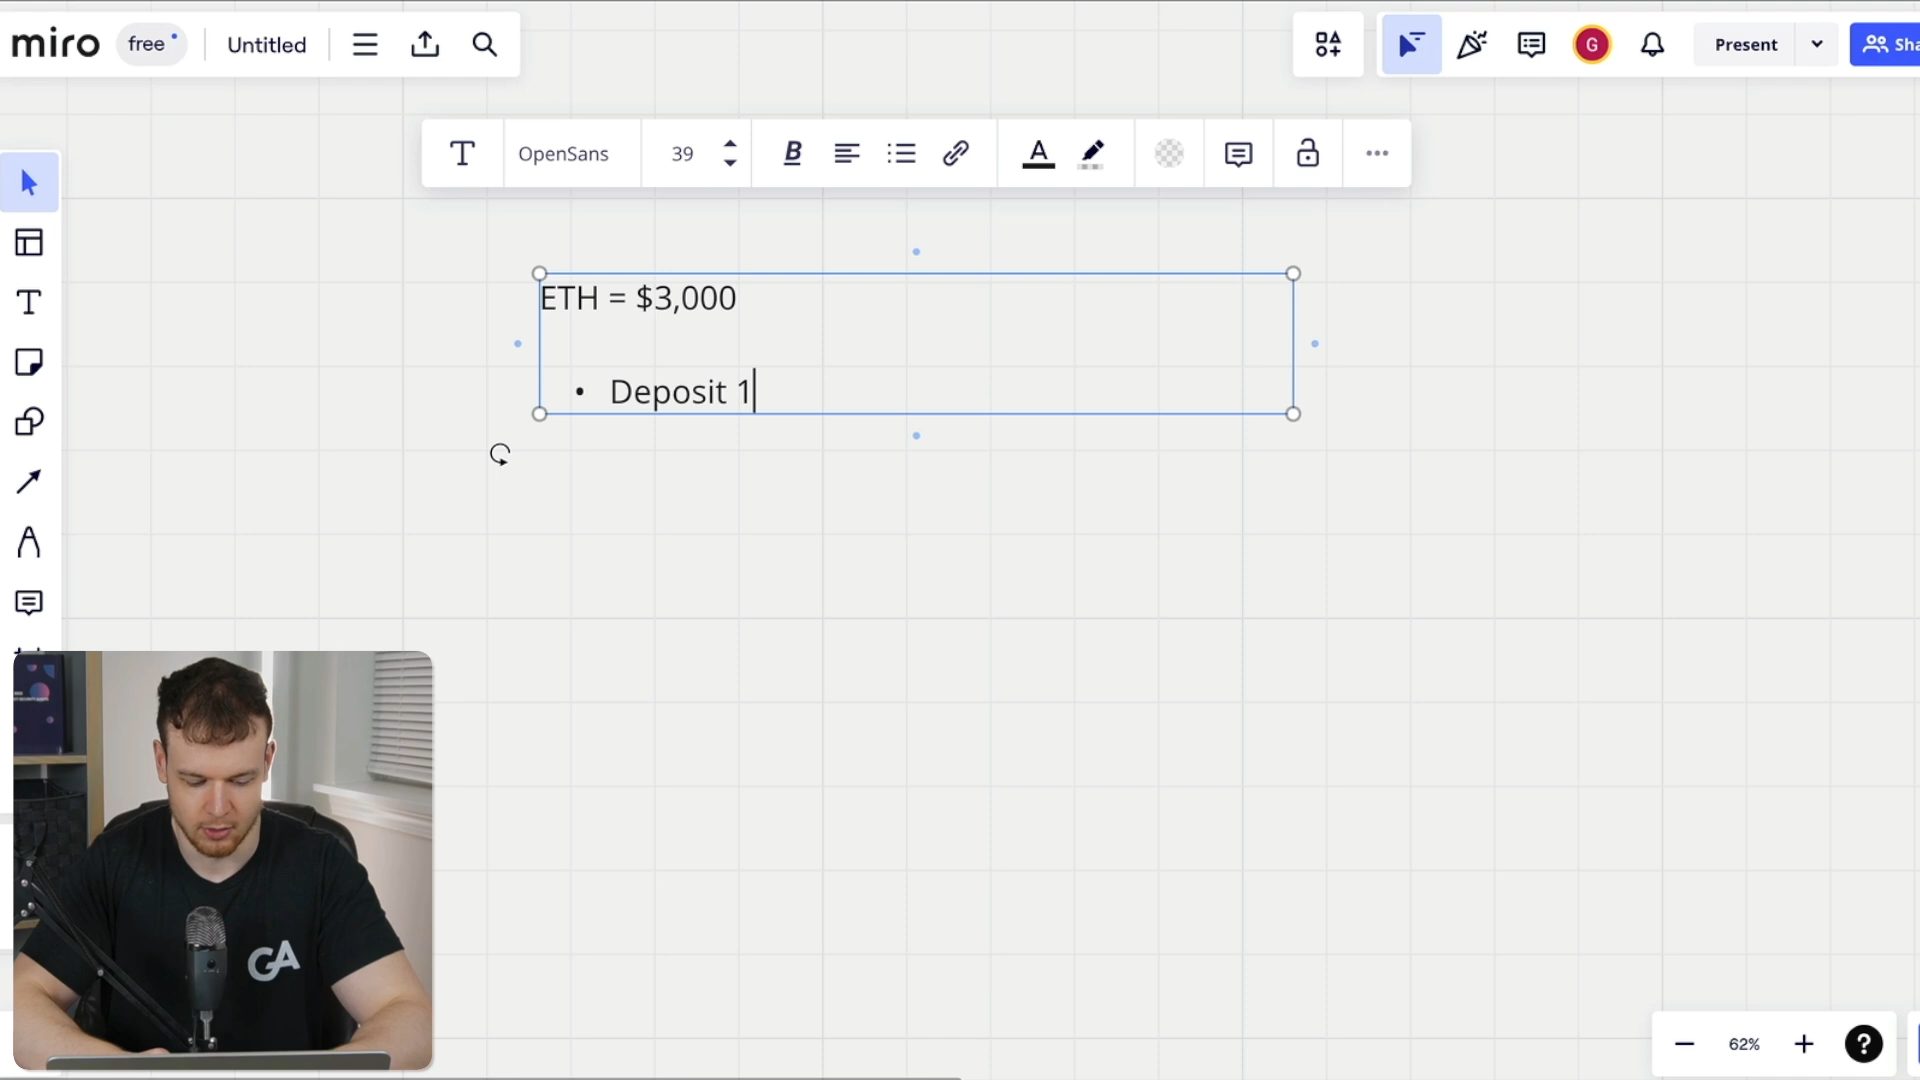 miro
free
Untitled
G
Present
Sha
OpenSans
39
B
A
ETH = $3,000
• Deposit 1
GA
62%
?